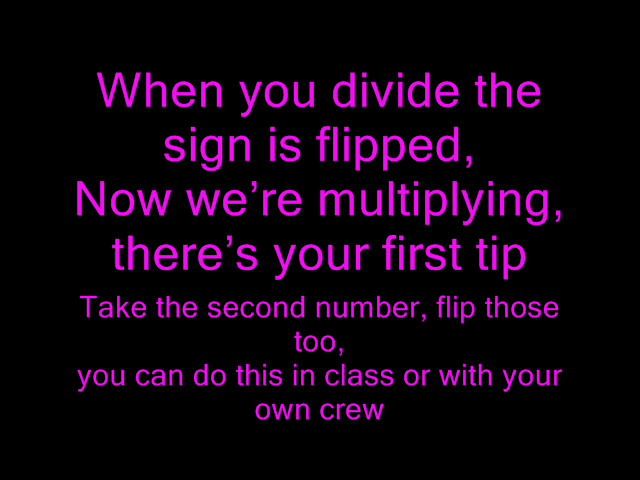 When you divide the
sign is flipped,
Now we’re multiplying,
there’s your first tip
Take the second number, flip those
too,
you can do this in class or with your
own crew